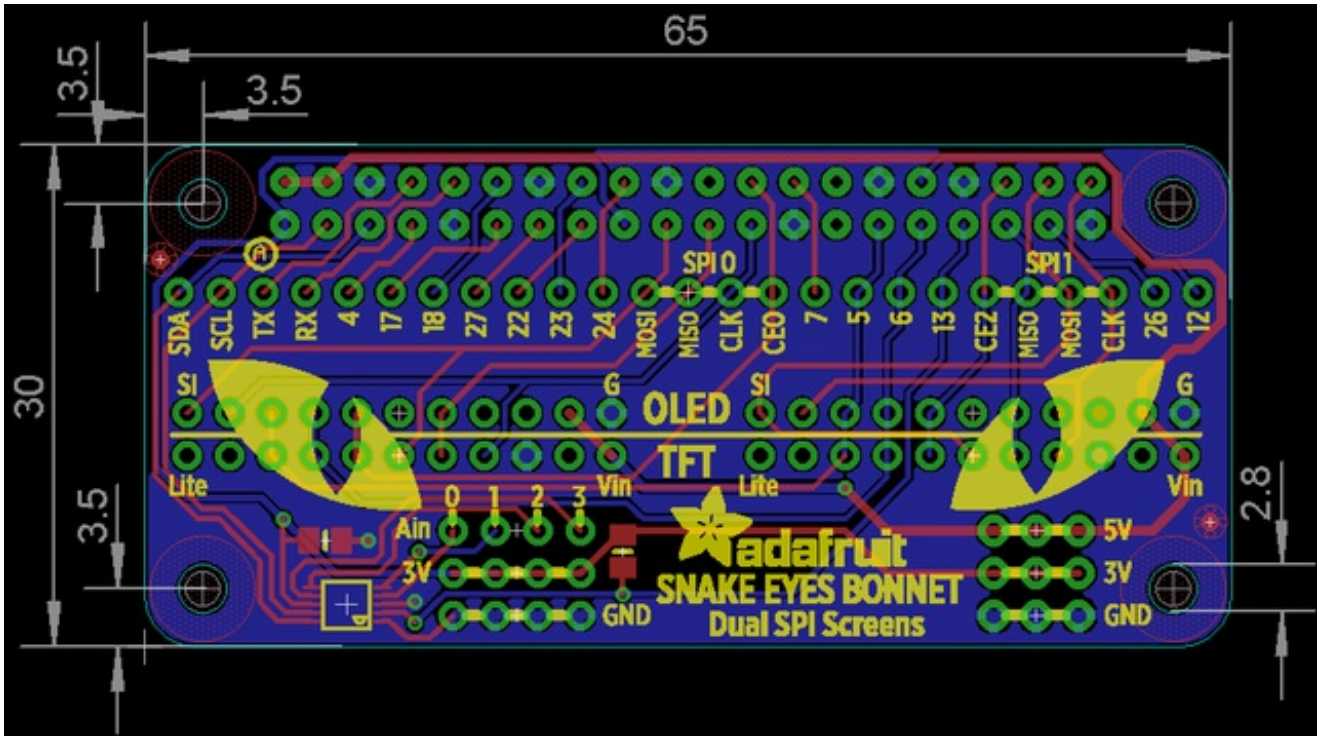 65
3.5
3.5
30
A
SPI0 SPI1
SDA SCL TX RX 4 17 18 27 22 23 24 MOSI MISO CLK CE0 7 5 6 13 CE2 MISO MOSI CLK 26 12
SI G OLED SI G
Lite Vin TFT Lite Vin
3.5
2.8
0 1 2 3
Ain
3V
GND
adafruit
SNAKE EYES BONNET
Dual SPI Screens
5V
3V
GND